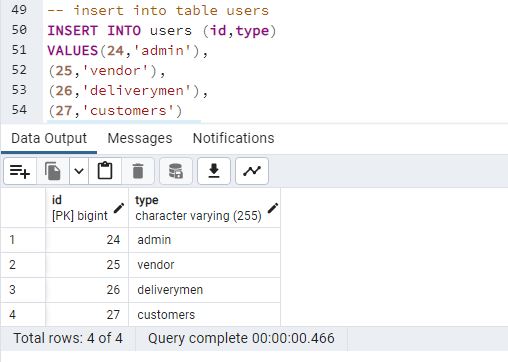 49 -- insert into table users
50 INSERT INTO users (id,type)
51 VALUES(24,'admin'),
52 (25,'vendor'),
53 (26,'deliverymen'),
54 (27,'customers')
Data Output Messages Notifications
id type
[PK] bigint character varying (255)
1 24 admin
2 25 vendor
3 26 deliverymen
4 27 customers
Total rows: 4 of 4 Query complete 00:00:00.466